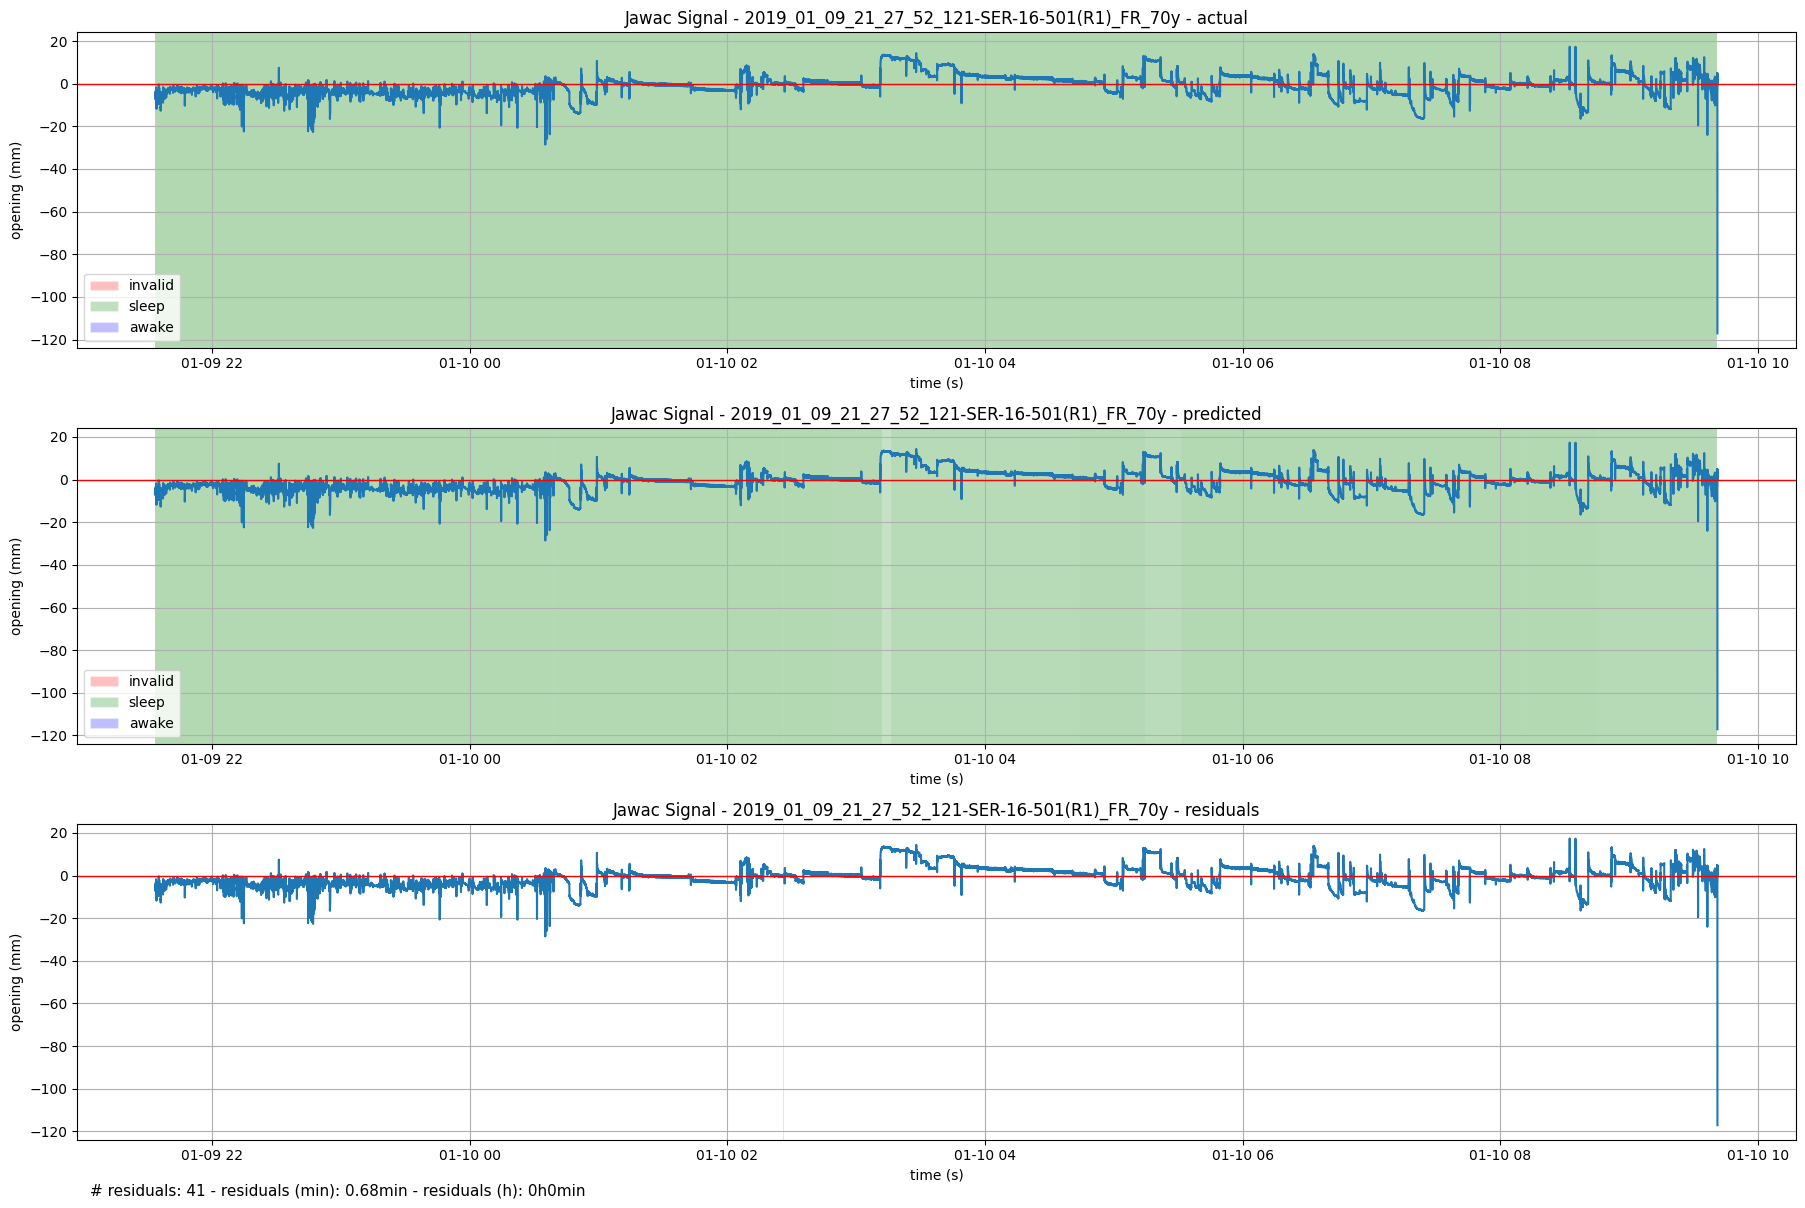 Jawac Signal - 2019_01_09_21_27_52_121-SER-16-501(R1)_FR_70y - actual
20
0
−20
−40
−60
−80
−100
−120
opening (mm)
invalid
sleep
awake
01-09 22 01-10 00 01-10 02 01-10 04 01-10 06 01-10 08 01-10 10
time (s)
Jawac Signal - 2019_01_09_21_27_52_121-SER-16-501(R1)_FR_70y - predicted
20
0
−20
−40
−60
−80
−100
−120
opening (mm)
invalid
sleep
awake
01-09 22 01-10 00 01-10 02 01-10 04 01-10 06 01-10 08 01-10 10
time (s)
Jawac Signal - 2019_01_09_21_27_52_121-SER-16-501(R1)_FR_70y - residuals
20
0
−20
−40
−60
−80
−100
−120
opening (mm)
01-09 22 01-10 00 01-10 02 01-10 04 01-10 06 01-10 08 01-10 10
time (s)
# residuals: 41 - residuals (min): 0.68min - residuals (h): 0h0min